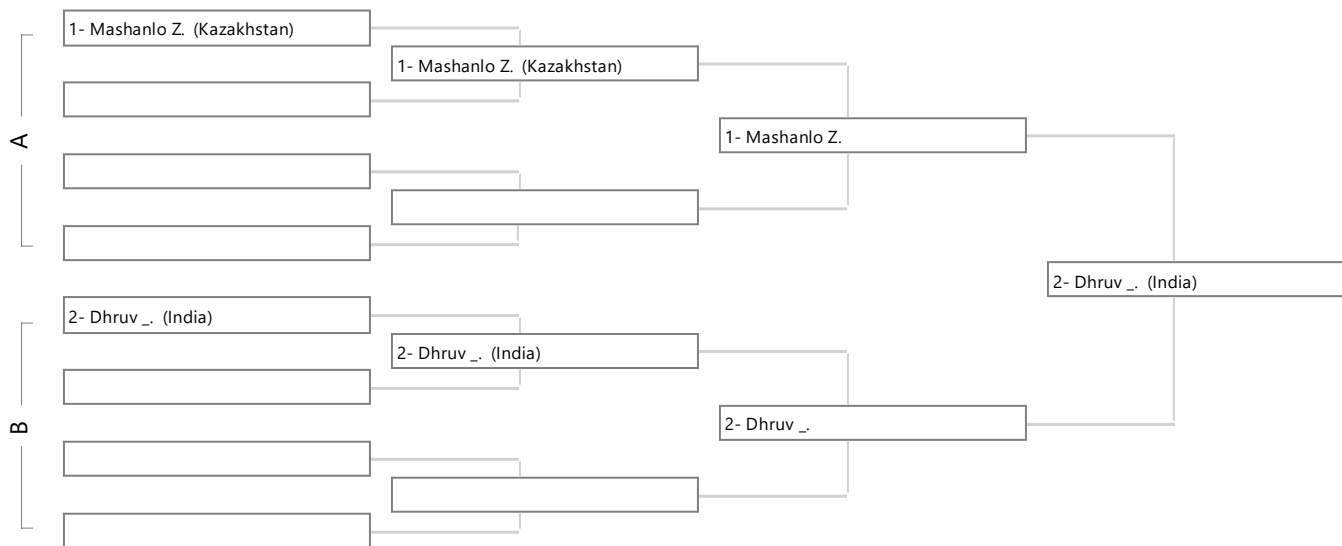 1- Mashanlo Z. (Kazakhstan)
1- Mashanlo Z. (Kazakhstan)
1- Mashanlo Z.
A
2- Dhruv _. (India)
2- Dhruv _. (India)
2- Dhruv _. (India)
2- Dhruv _.
B